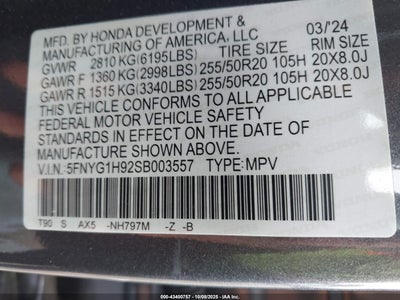 MFD. BY HONDA DEVELOPMENT &
MANUFACTURING OF AMERICA, LLC 03/'24
GVWR 2810 KG(6195LBS) TIRE SIZE RIM SIZE
GAWR F 1360 KG(2998LBS) 255/50R20 105H 20X8.0J
GAWR R 1515 KG(3340LBS) 255/50R20 105H 20X8.0J
THIS VEHICLE CONFORMS TO ALL APPLICABLE
FEDERAL MOTOR VEHICLE SAFETY
STANDARDS IN EFFECT ON THE DATE OF
MANUFACTURE SHOWN ABOVE.
V.I.N.:5FNYG1H92SB003557 TYPE:MPV
T90 S AX5 -NH797M -Z -B
000-43400757 - 10/08/2025 - IAA Inc.